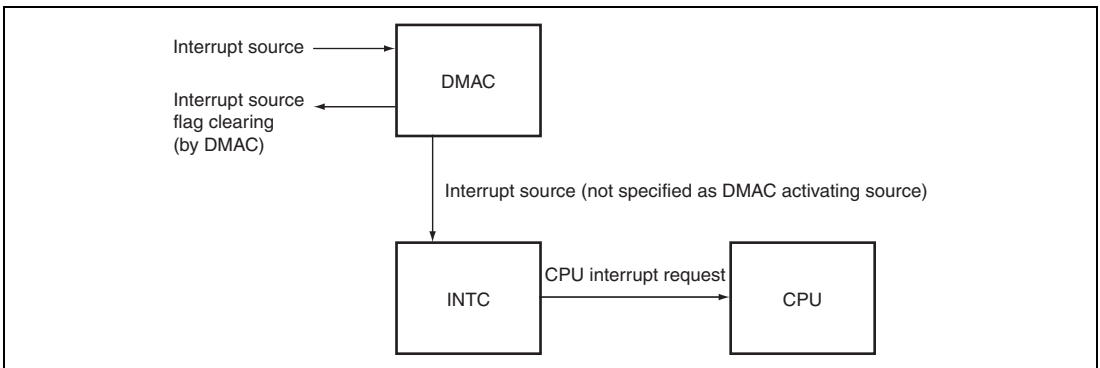 Interrupt source
DMAC
Interrupt source
flag clearing
(by DMAC)
Interrupt source (not specified as DMAC activating source)
INTC
CPU interrupt request
CPU